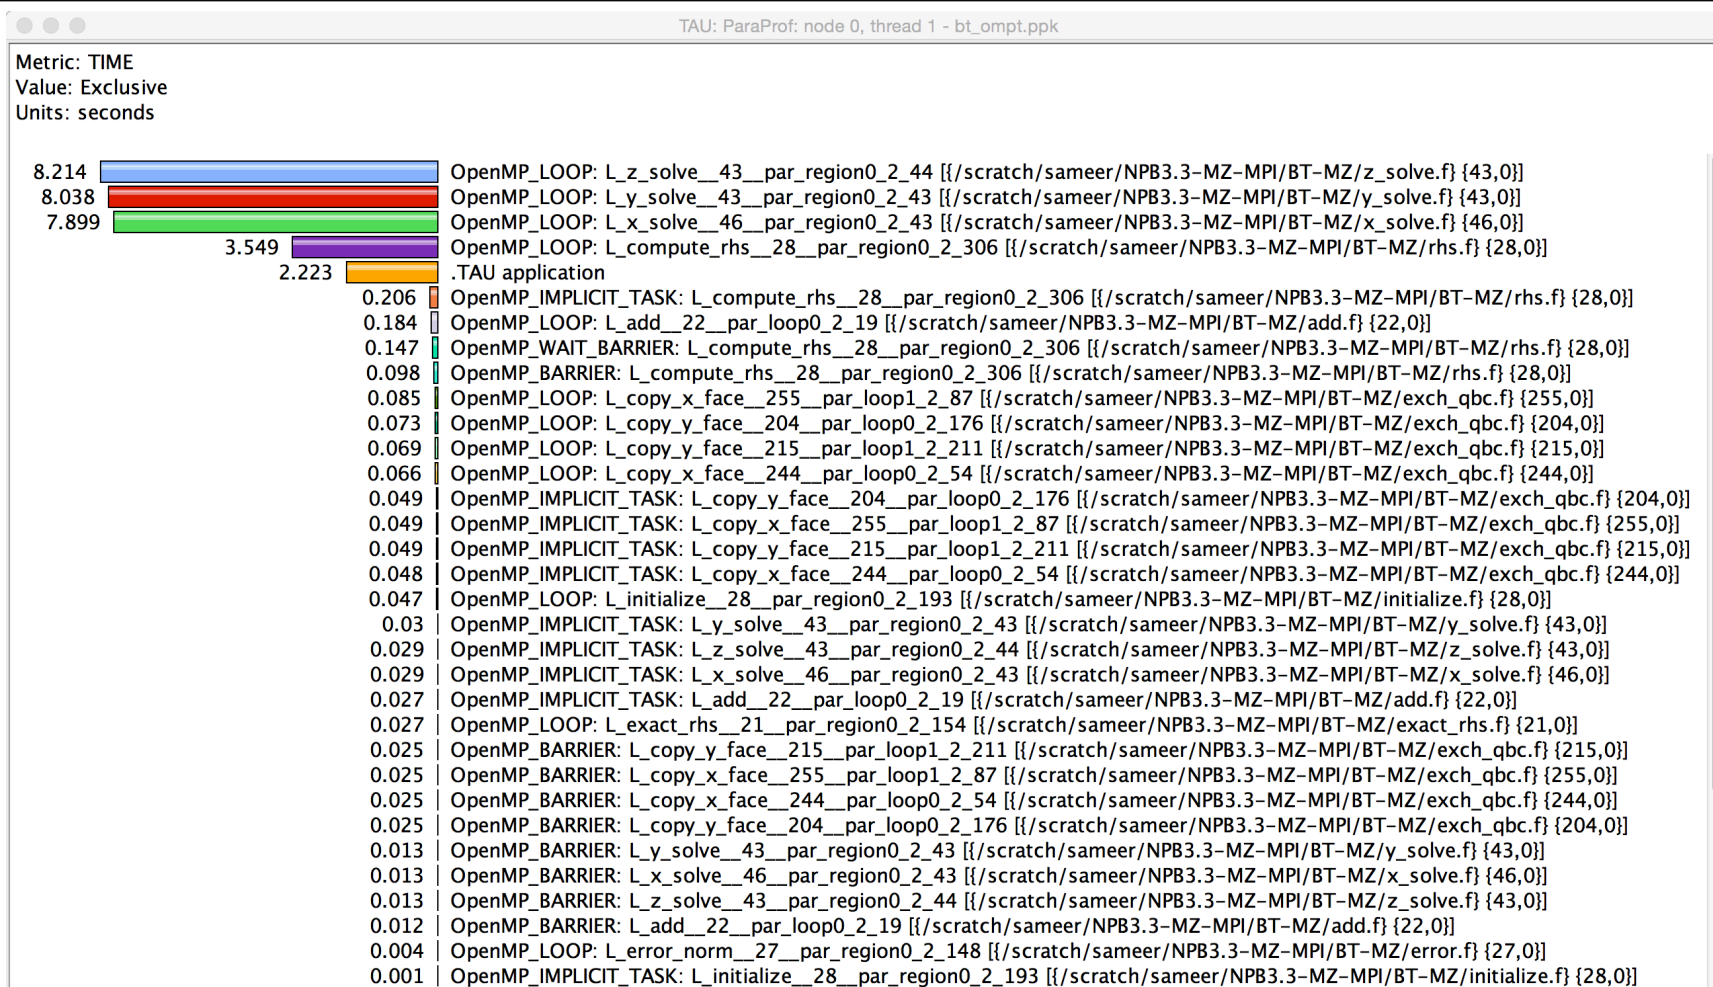 TAU: ParaProf: node 0, thread 1 - bt_ompt.ppk
Metric: TIME
Value: Exclusive
Units: seconds
8.214 OpenMP_LOOP: L_z_solve__43__par_region0_2_44 [{/scratch/sameer/NPB3.3-MZ-MPI/BT-MZ/z_solve.f} {43,0}]
8.038 OpenMP_LOOP: L_y_solve__43__par_region0_2_43 [{/scratch/sameer/NPB3.3-MZ-MPI/BT-MZ/y_solve.f} {43,0}]
7.899 OpenMP_LOOP: L_x_solve__46__par_region0_2_43 [{/scratch/sameer/NPB3.3-MZ-MPI/BT-MZ/x_solve.f} {46,0}]
3.549 OpenMP_LOOP: L_compute_rhs__28__par_region0_2_306 [{/scratch/sameer/NPB3.3-MZ-MPI/BT-MZ/rhs.f} {28,0}]
2.223 .TAU application
0.206 OpenMP_IMPLICIT_TASK: L_compute_rhs__28__par_region0_2_306 [{/scratch/sameer/NPB3.3-MZ-MPI/BT-MZ/rhs.f} {28,0}]
0.184 OpenMP_LOOP: L_add__22__par_loop0_2_19 [{/scratch/sameer/NPB3.3-MZ-MPI/BT-MZ/add.f} {22,0}]
0.147 OpenMP_WAIT_BARRIER: L_compute_rhs__28__par_region0_2_306 [{/scratch/sameer/NPB3.3-MZ-MPI/BT-MZ/rhs.f} {28,0}]
0.098 OpenMP_BARRIER: L_compute_rhs__28__par_region0_2_306 [{/scratch/sameer/NPB3.3-MZ-MPI/BT-MZ/rhs.f} {28,0}]
0.085 OpenMP_LOOP: L_copy_x_face__255__par_loop1_2_87 [{/scratch/sameer/NPB3.3-MZ-MPI/BT-MZ/exch_qbc.f} {255,0}]
0.073 OpenMP_LOOP: L_copy_y_face__204__par_loop0_2_176 [{/scratch/sameer/NPB3.3-MZ-MPI/BT-MZ/exch_qbc.f} {204,0}]
0.069 OpenMP_LOOP: L_copy_y_face__215__par_loop1_2_211 [{/scratch/sameer/NPB3.3-MZ-MPI/BT-MZ/exch_qbc.f} {215,0}]
0.066 OpenMP_LOOP: L_copy_x_face__244__par_loop0_2_54 [{/scratch/sameer/NPB3.3-MZ-MPI/BT-MZ/exch_qbc.f} {244,0}]
0.049 OpenMP_IMPLICIT_TASK: L_copy_y_face__204__par_loop0_2_176 [{/scratch/sameer/NPB3.3-MZ-MPI/BT-MZ/exch_qbc.f} {204,0}]
0.049 OpenMP_IMPLICIT_TASK: L_copy_x_face__255__par_loop1_2_87 [{/scratch/sameer/NPB3.3-MZ-MPI/BT-MZ/exch_qbc.f} {255,0}]
0.049 OpenMP_IMPLICIT_TASK: L_copy_y_face__215__par_loop1_2_211 [{/scratch/sameer/NPB3.3-MZ-MPI/BT-MZ/exch_qbc.f} {215,0}]
0.048 OpenMP_IMPLICIT_TASK: L_copy_x_face__244__par_loop0_2_54 [{/scratch/sameer/NPB3.3-MZ-MPI/BT-MZ/exch_qbc.f} {244,0}]
0.047 OpenMP_LOOP: L_initialize__28__par_region0_2_193 [{/scratch/sameer/NPB3.3-MZ-MPI/BT-MZ/initialize.f} {28,0}]
0.03 OpenMP_IMPLICIT_TASK: L_y_solve__43__par_region0_2_43 [{/scratch/sameer/NPB3.3-MZ-MPI/BT-MZ/y_solve.f} {43,0}]
0.029 OpenMP_IMPLICIT_TASK: L_z_solve__43__par_region0_2_44 [{/scratch/sameer/NPB3.3-MZ-MPI/BT-MZ/z_solve.f} {43,0}]
0.029 OpenMP_IMPLICIT_TASK: L_x_solve__46__par_region0_2_43 [{/scratch/sameer/NPB3.3-MZ-MPI/BT-MZ/x_solve.f} {46,0}]
0.027 OpenMP_IMPLICIT_TASK: L_add__22__par_loop0_2_19 [{/scratch/sameer/NPB3.3-MZ-MPI/BT-MZ/add.f} {22,0}]
0.027 OpenMP_LOOP: L_exact_rhs__21__par_region0_2_154 [{/scratch/sameer/NPB3.3-MZ-MPI/BT-MZ/exact_rhs.f} {21,0}]
0.025 OpenMP_BARRIER: L_copy_y_face__215__par_loop1_2_211 [{/scratch/sameer/NPB3.3-MZ-MPI/BT-MZ/exch_qbc.f} {215,0}]
0.025 OpenMP_BARRIER: L_copy_x_face__255__par_loop1_2_87 [{/scratch/sameer/NPB3.3-MZ-MPI/BT-MZ/exch_qbc.f} {255,0}]
0.025 OpenMP_BARRIER: L_copy_x_face__244__par_loop0_2_54 [{/scratch/sameer/NPB3.3-MZ-MPI/BT-MZ/exch_qbc.f} {244,0}]
0.025 OpenMP_BARRIER: L_copy_y_face__204__par_loop0_2_176 [{/scratch/sameer/NPB3.3-MZ-MPI/BT-MZ/exch_qbc.f} {204,0}]
0.013 OpenMP_BARRIER: L_y_solve__43__par_region0_2_43 [{/scratch/sameer/NPB3.3-MZ-MPI/BT-MZ/y_solve.f} {43,0}]
0.013 OpenMP_BARRIER: L_x_solve__46__par_region0_2_43 [{/scratch/sameer/NPB3.3-MZ-MPI/BT-MZ/x_solve.f} {46,0}]
0.013 OpenMP_BARRIER: L_z_solve__43__par_region0_2_44 [{/scratch/sameer/NPB3.3-MZ-MPI/BT-MZ/z_solve.f} {43,0}]
0.012 OpenMP_BARRIER: L_add__22__par_loop0_2_19 [{/scratch/sameer/NPB3.3-MZ-MPI/BT-MZ/add.f} {22,0}]
0.004 OpenMP_LOOP: L_error_norm__27__par_region0_2_148 [{/scratch/sameer/NPB3.3-MZ-MPI/BT-MZ/error.f} {27,0}]
0.001 OpenMP_IMPLICIT_TASK: L_initialize__28__par_region0_2_193 [{/scratch/sameer/NPB3.3-MZ-MPI/BT-MZ/initialize.f} {28,0}]